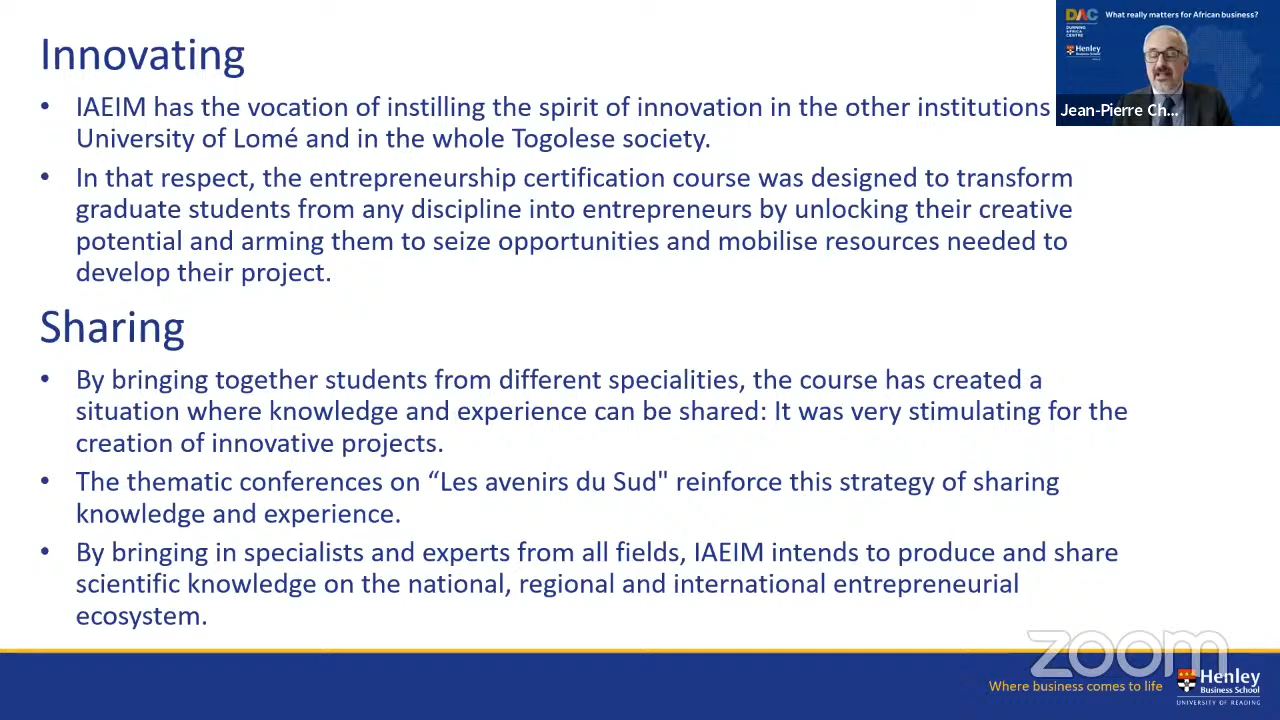 Innovating
• IAEIM has the vocation of instilling the spirit of innovation in the other institutions
University of Lomé and in the whole Togolese society.
• In that respect, the entrepreneurship certification course was designed to transform
graduate students from any discipline into entrepreneurs by unlocking their creative
potential and arming them to seize opportunities and mobilise resources needed to
develop their project.
Sharing
• By bringing together students from different specialities, the course has created a
situation where knowledge and experience can be shared: It was very stimulating for the
creation of innovative projects.
• The thematic conferences on “Les avenirs du Sud" reinforce this strategy of sharing
knowledge and experience.
• By bringing in specialists and experts from all fields, IAEIM intends to produce and share
scientific knowledge on the national, regional and international entrepreneurial
ecosystem.
DAC
DUNNING
AFRICA
CENTRE
What really matters for African business?
Henley
Business School
Jean-Pierre Ch...
zoom
Where business comes to life
Henley
Business School
UNIVERSITY OF READING